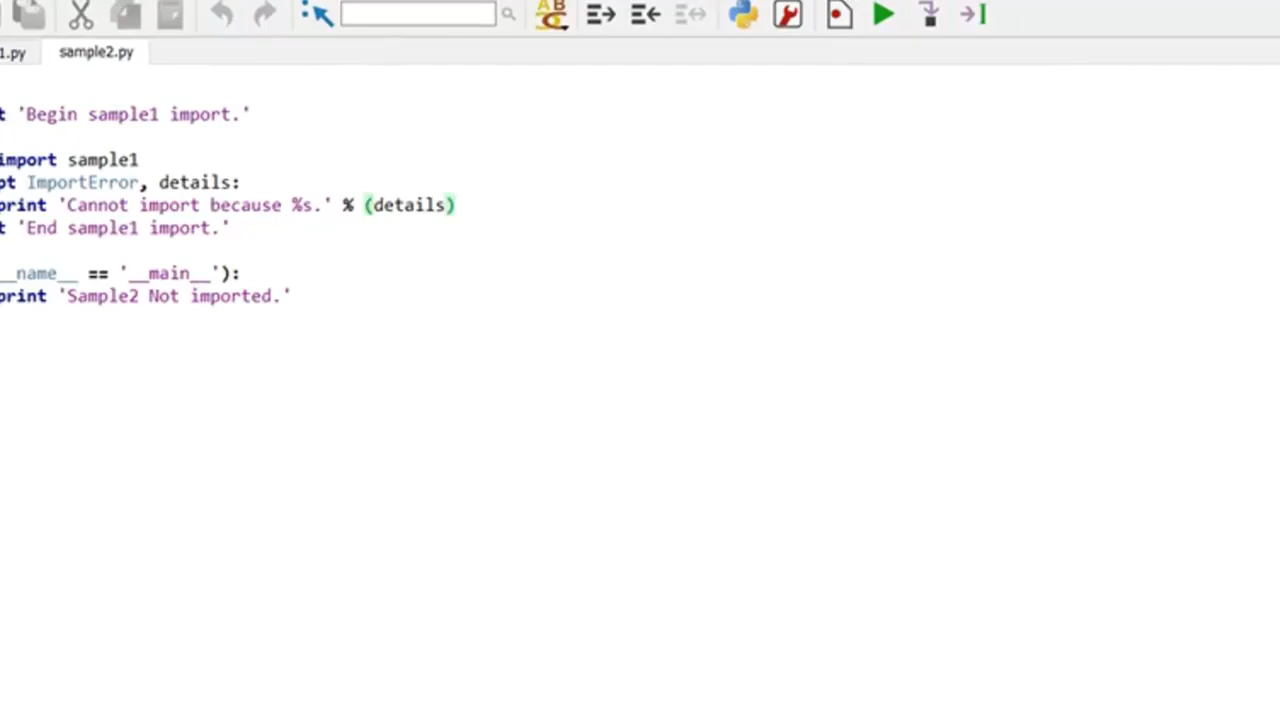 1.py sample2.py
t 'Begin sample1 import.'
import sample1
pt ImportError, details:
print 'Cannot import because %s.' % (details)
t 'End sample1 import.'
__name__ == '__main__'):
print 'Sample2 Not imported.'